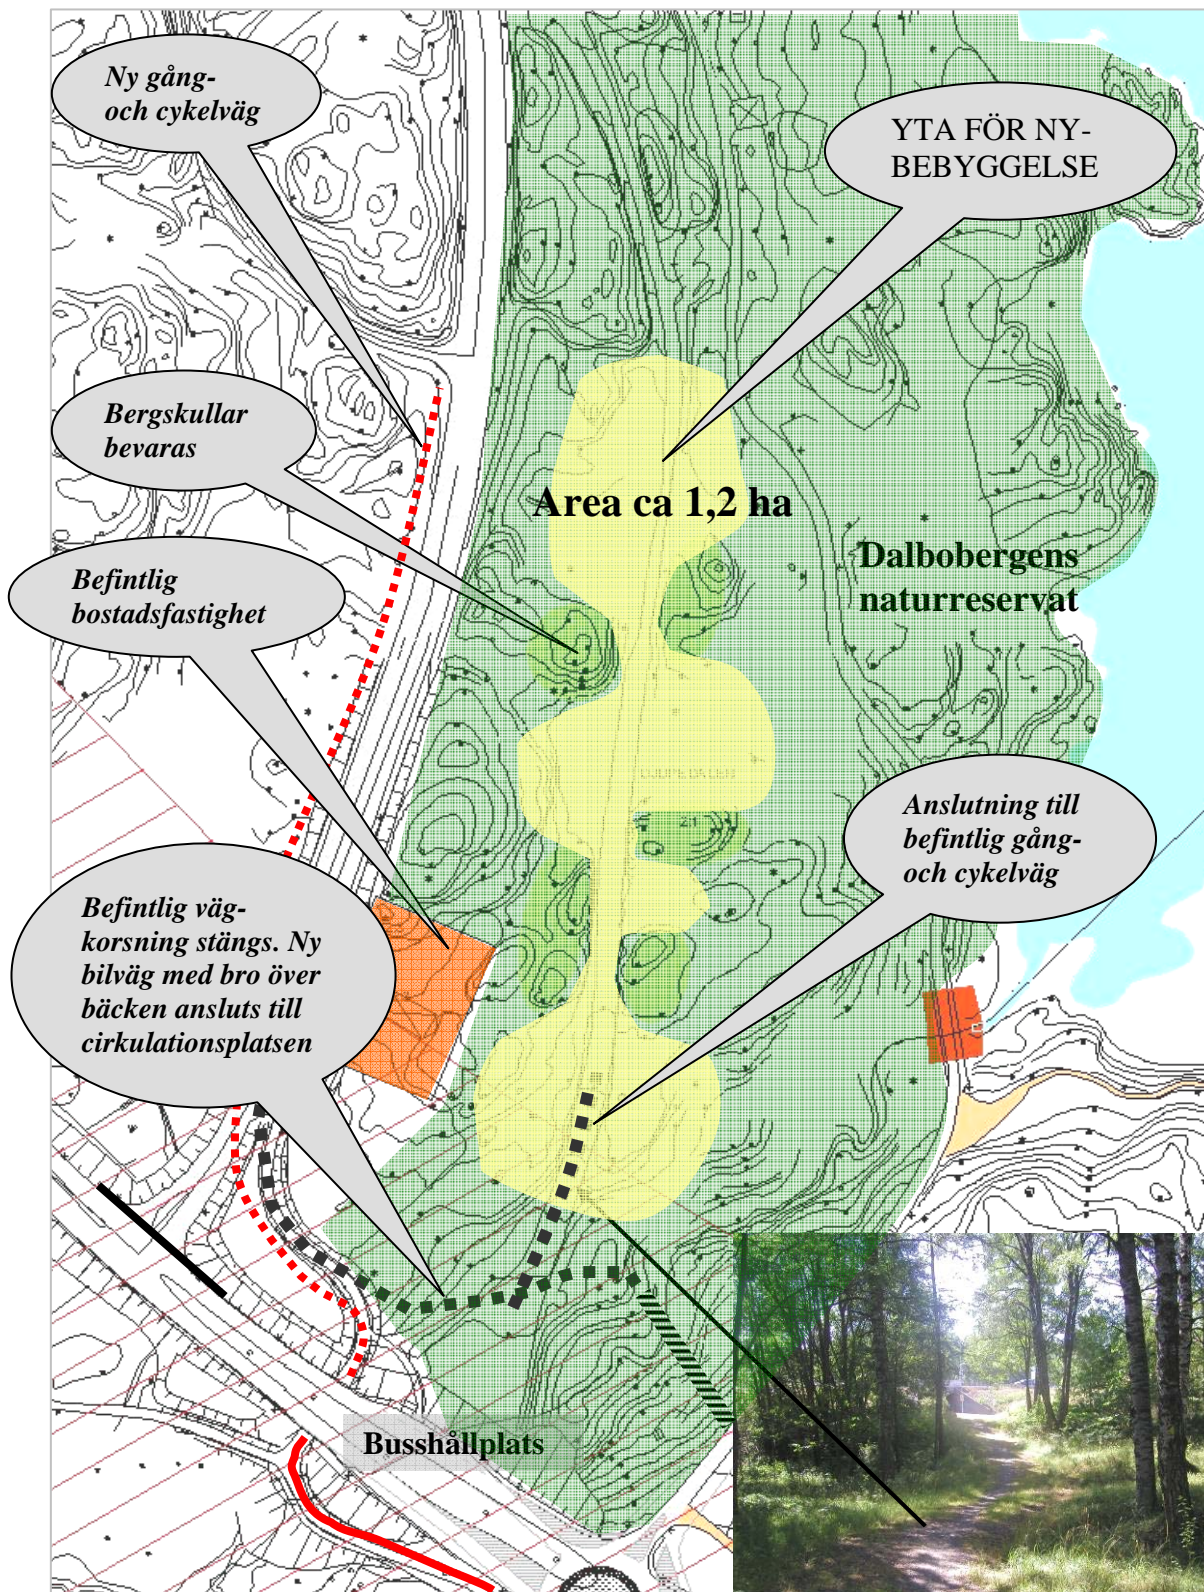 Ny gång-
och cykelväg
YTA FÖR NY-
BEBYGGELSE
Bergskullar
bevaras
Area ca 1,2 ha
Dalbobergens
naturreservat
Befintlig
bostadsfastighet
DJUPEDALEN
Anslutning till
befintlig gång-
och cykelväg
Befintlig väg-
korsning stängs. Ny
bilväg med bro över
bäcken ansluts till
cirkulationsplatsen
Busshållplats